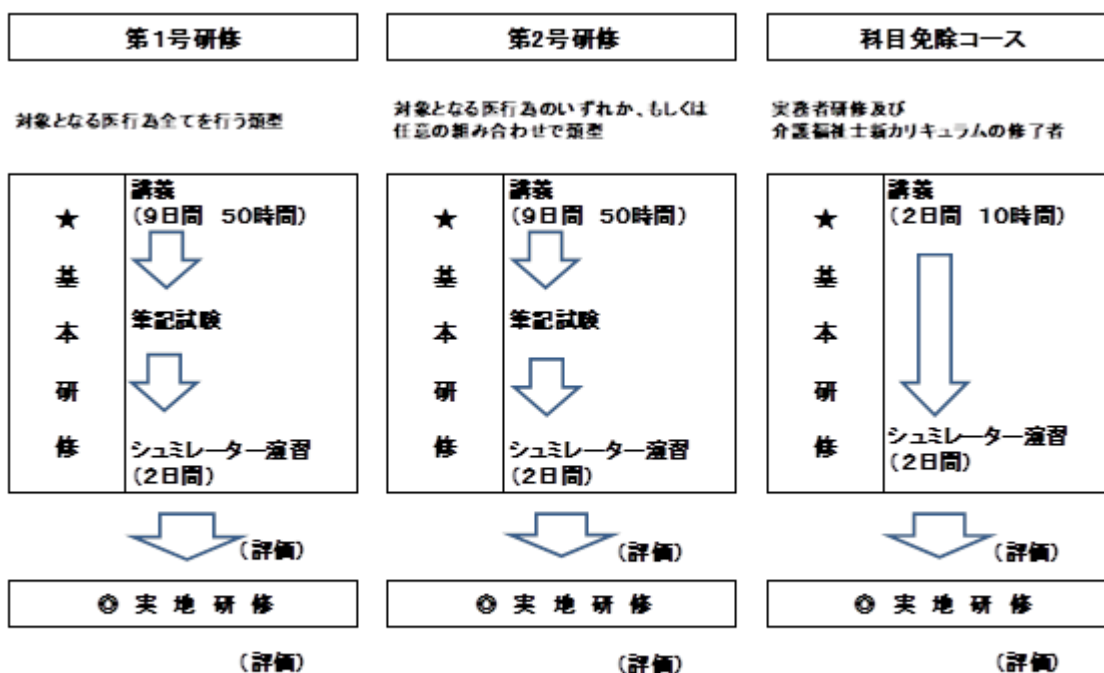 第1号研修
対象となる医行為全てを行う類型
★基本研修
講義
(9日間 50時間)
筆記試験
シュミレーター演習
(2日間)
(評価)
◎実地研修
(評価)
第2号研修
対象となる医行為のいずれか、もしくは
任意の組み合わせで類型
★基本研修
講義
(9日間 50時間)
筆記試験
シュミレーター演習
(2日間)
(評価)
◎実地研修
(評価)
科目免除コース
実務者研修及び
介護福祉士新カリキュラムの修了者
★基本研修
講義
(2日間 10時間)
シュミレーター演習
(2日間)
(評価)
◎実地研修
(評価)